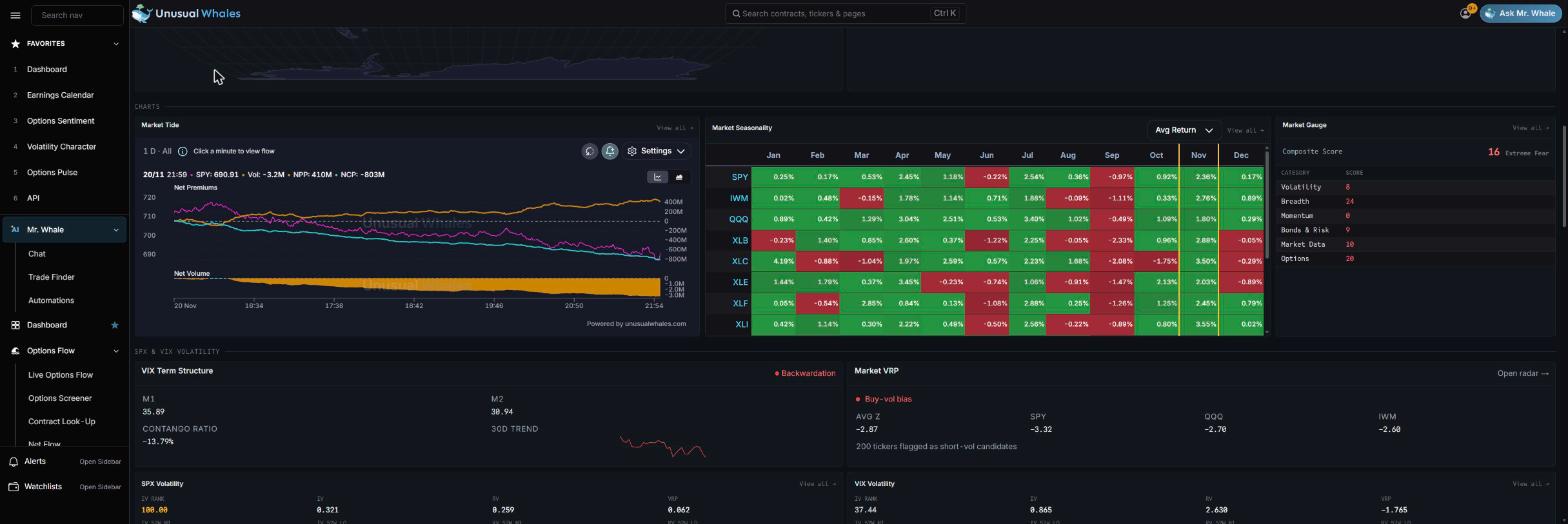 Search nav
Unusual Whales
Search contracts, tickers & pages
Ctrl K
9+
Ask Mr. Whale
FAVORITES
1 Dashboard
2 Earnings Calendar
3 Options Sentiment
4 Volatility Character
5 Options Pulse
6 API
AI Mr. Whale
Chat
Trade Finder
Automations
Dashboard
Options Flow
Live Options Flow
Options Screener
Contract Look-Up
Net Flow
Alerts Open Sidebar
Watchlists Open Sidebar
CHARTS
Market Tide
View all →
1 D · All Click a minute to view flow
Settings
20/11 21:59 • SPY: 690.91 • Vol: -3.2M • NPP: 410M • NCP: -803M
Net Premiums
720
710
700
690
400M
200M
0
-200M
-400M
-600M
-800M
Unusual Whales
Net Volume
0
-1.0M
-2.0M
-3.0M
Unusual Whales
20 Nov 16:34 17:38 18:42 19:46 20:50 21:54
Powered by unusualwhales.com
Market Seasonality
Avg Return
View all →
Jan Feb Mar Apr May Jun Jul Aug Sep Oct Nov Dec
SPY 0.25% 0.17% 0.53% 2.45% 1.18% -0.22% 2.54% 0.36% -0.97% 0.92% 2.36% 0.17%
IWM 0.02% 0.48% -0.15% 1.78% 1.14% 0.71% 1.88% -0.09% -1.11% 0.33% 2.76% 0.89%
QQQ 0.89% 0.42% 1.29% 3.04% 2.51% 0.53% 3.40% 1.02% -0.49% 1.09% 1.80% 0.29%
XLB -0.23% 1.40% 0.85% 2.60% 0.37% -1.22% 2.25% -0.05% -2.33% 0.96% 2.88% -0.05%
XLC 4.19% -0.88% -1.04% 1.97% 2.59% 0.57% 2.23% 1.68% -2.08% -1.75% 3.50% -0.29%
XLE 1.44% 1.79% 0.37% 3.45% -0.23% -0.74% 1.06% -0.91% -1.47% 2.13% 2.03% -0.89%
XLF 0.05% -0.54% 2.85% 0.84% 0.13% -1.08% 2.88% 0.25% -1.26% 1.25% 2.45% 0.79%
XLI 0.42% 1.14% 0.30% 2.22% 0.49% -0.50% 2.56% -0.22% -0.89% 0.80% 3.55% 0.02%
Market Gauge
View all →
Composite Score 16 Extreme Fear
CATEGORY SCORE
Volatility 8
Breadth 24
Momentum 0
Bonds & Risk 9
Market Data 10
Options 20
SPX & VIX VOLATILITY
VIX Term Structure
Backwardation
M1 M2
35.89 30.94
CONTANGO RATIO 30D TREND
-13.79%
Market VRP
Open radar →
Buy-vol bias
AVG Z SPY QQQ IWM
-2.87 -3.32 -2.70 -2.60
200 tickers flagged as short-vol candidates
SPX Volatility
View all →
IV RANK IV RV VRP
100.00 0.321 0.259 0.062
VIX Volatility
View all →
IV RANK IV RV VRP
37.44 0.865 2.630 -1.765